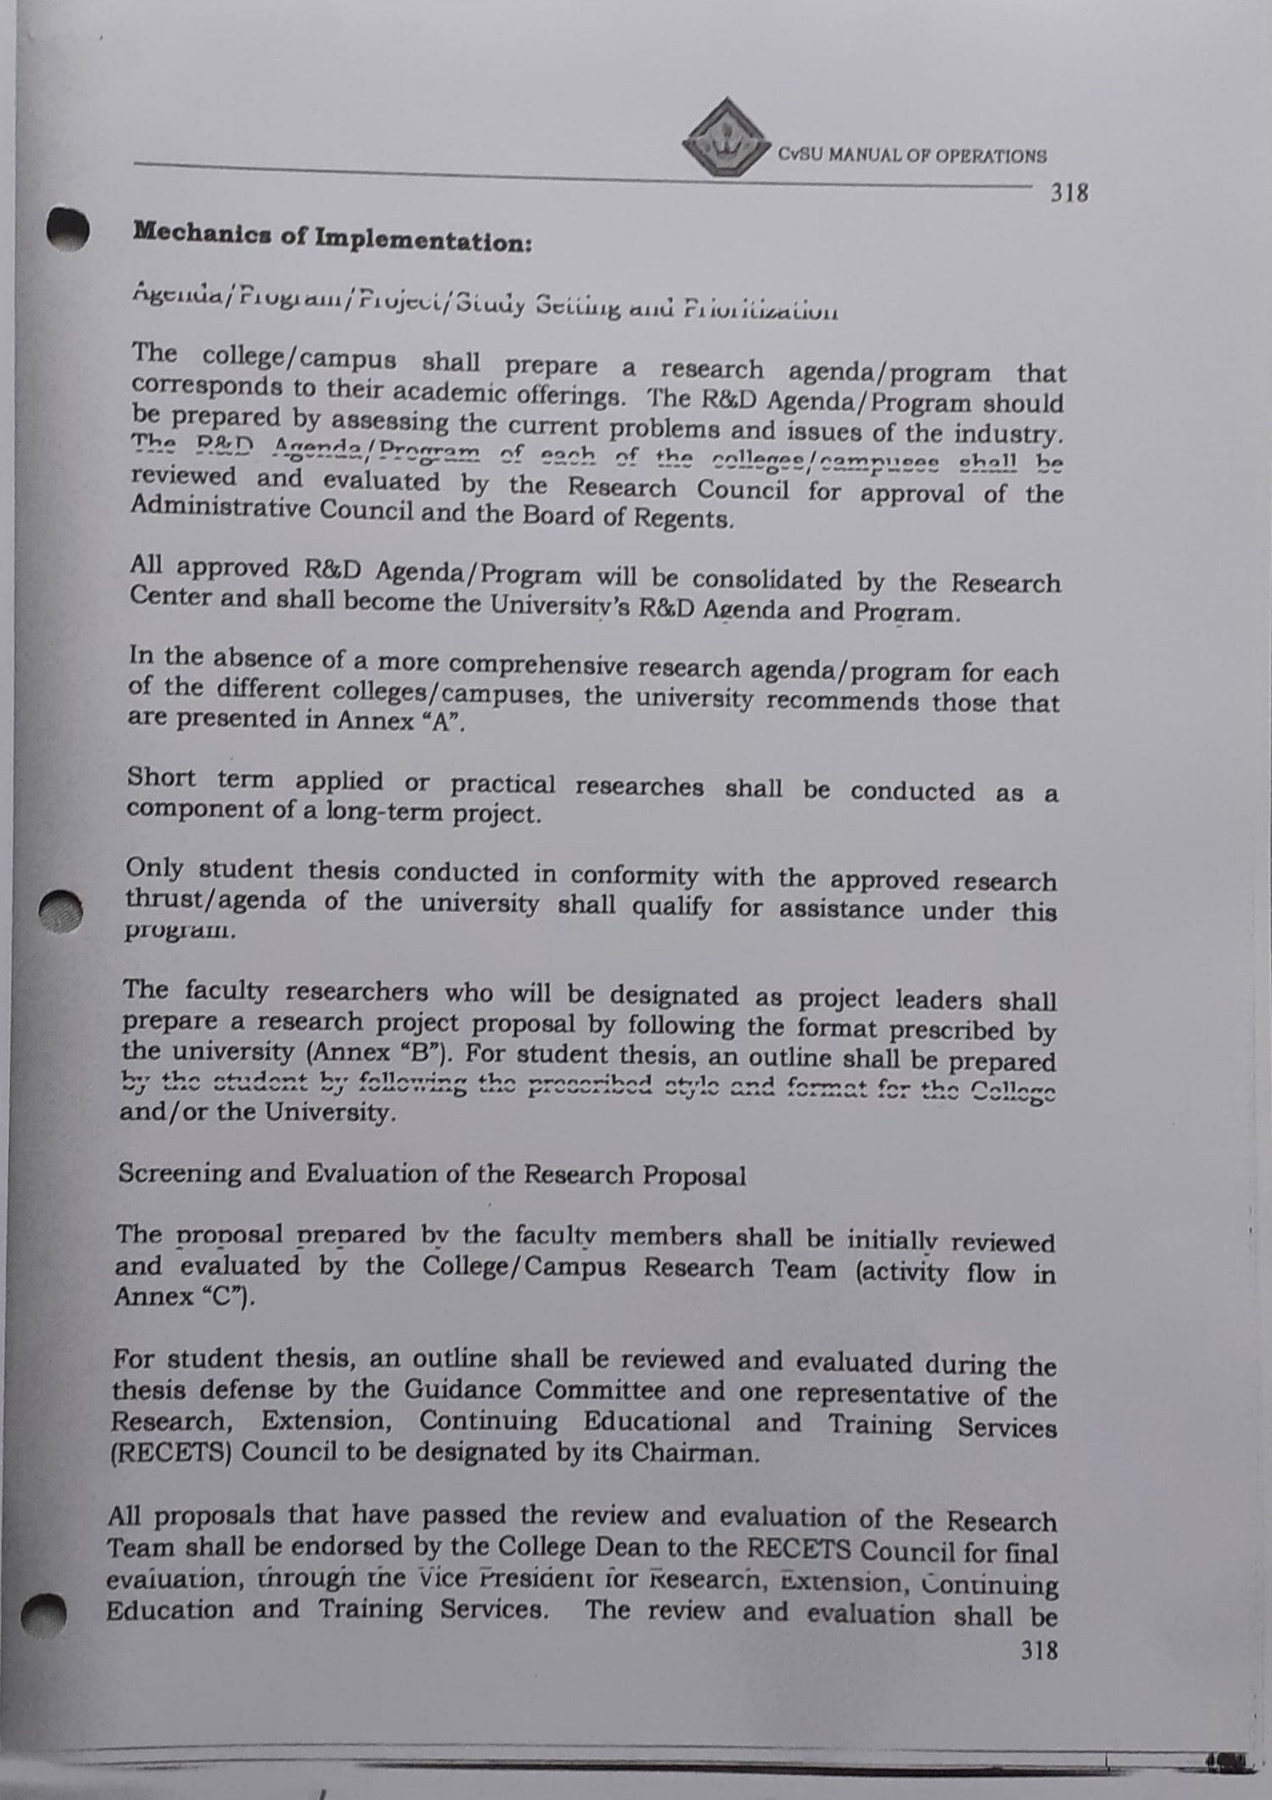 CvSU MANUAL OF OPERATIONS
318
Mechanics of Implementation:
Agenda/Program/Project/Study Setting and Prioritization
The college/campus shall prepare a research agenda/program that
corresponds to their academic offerings. The R&D Agenda/Program should
be prepared by assessing the current problems and issues of the industry.
The R&D Agenda/Program of each of the colleges/campuses shall be
reviewed and evaluated by the Research Council for approval of the
Administrative Council and the Board of Regents.
All approved R&D Agenda/Program will be consolidated by the Research
Center and shall become the University's R&D Agenda and Program.
In the absence of a more comprehensive research agenda/program for each
of the different colleges/campuses, the university recommends those that
are presented in Annex “A”.
Short term applied or practical researches shall be conducted as a
component of a long-term project.
Only student thesis conducted in conformity with the approved research
thrust/agenda of the university shall qualify for assistance under this
program.
The faculty researchers who will be designated as project leaders shall
prepare a research project proposal by following the format prescribed by
the university (Annex “B”). For student thesis, an outline shall be prepared
by the student by following the prescribed style and format for the College
and/or the University.
Screening and Evaluation of the Research Proposal
The proposal prepared by the faculty members shall be initially reviewed
and evaluated by the College/Campus Research Team (activity flow in
Annex “C”).
For student thesis, an outline shall be reviewed and evaluated during the
thesis defense by the Guidance Committee and one representative of the
Research, Extension, Continuing Educational and Training Services
(RECETS) Council to be designated by its Chairman.
All proposals that have passed the review and evaluation of the Research
Team shall be endorsed by the College Dean to the RECETS Council for final
evaluation, through the Vice President for Research, Extension, Continuing
Education and Training Services. The review and evaluation shall be
318